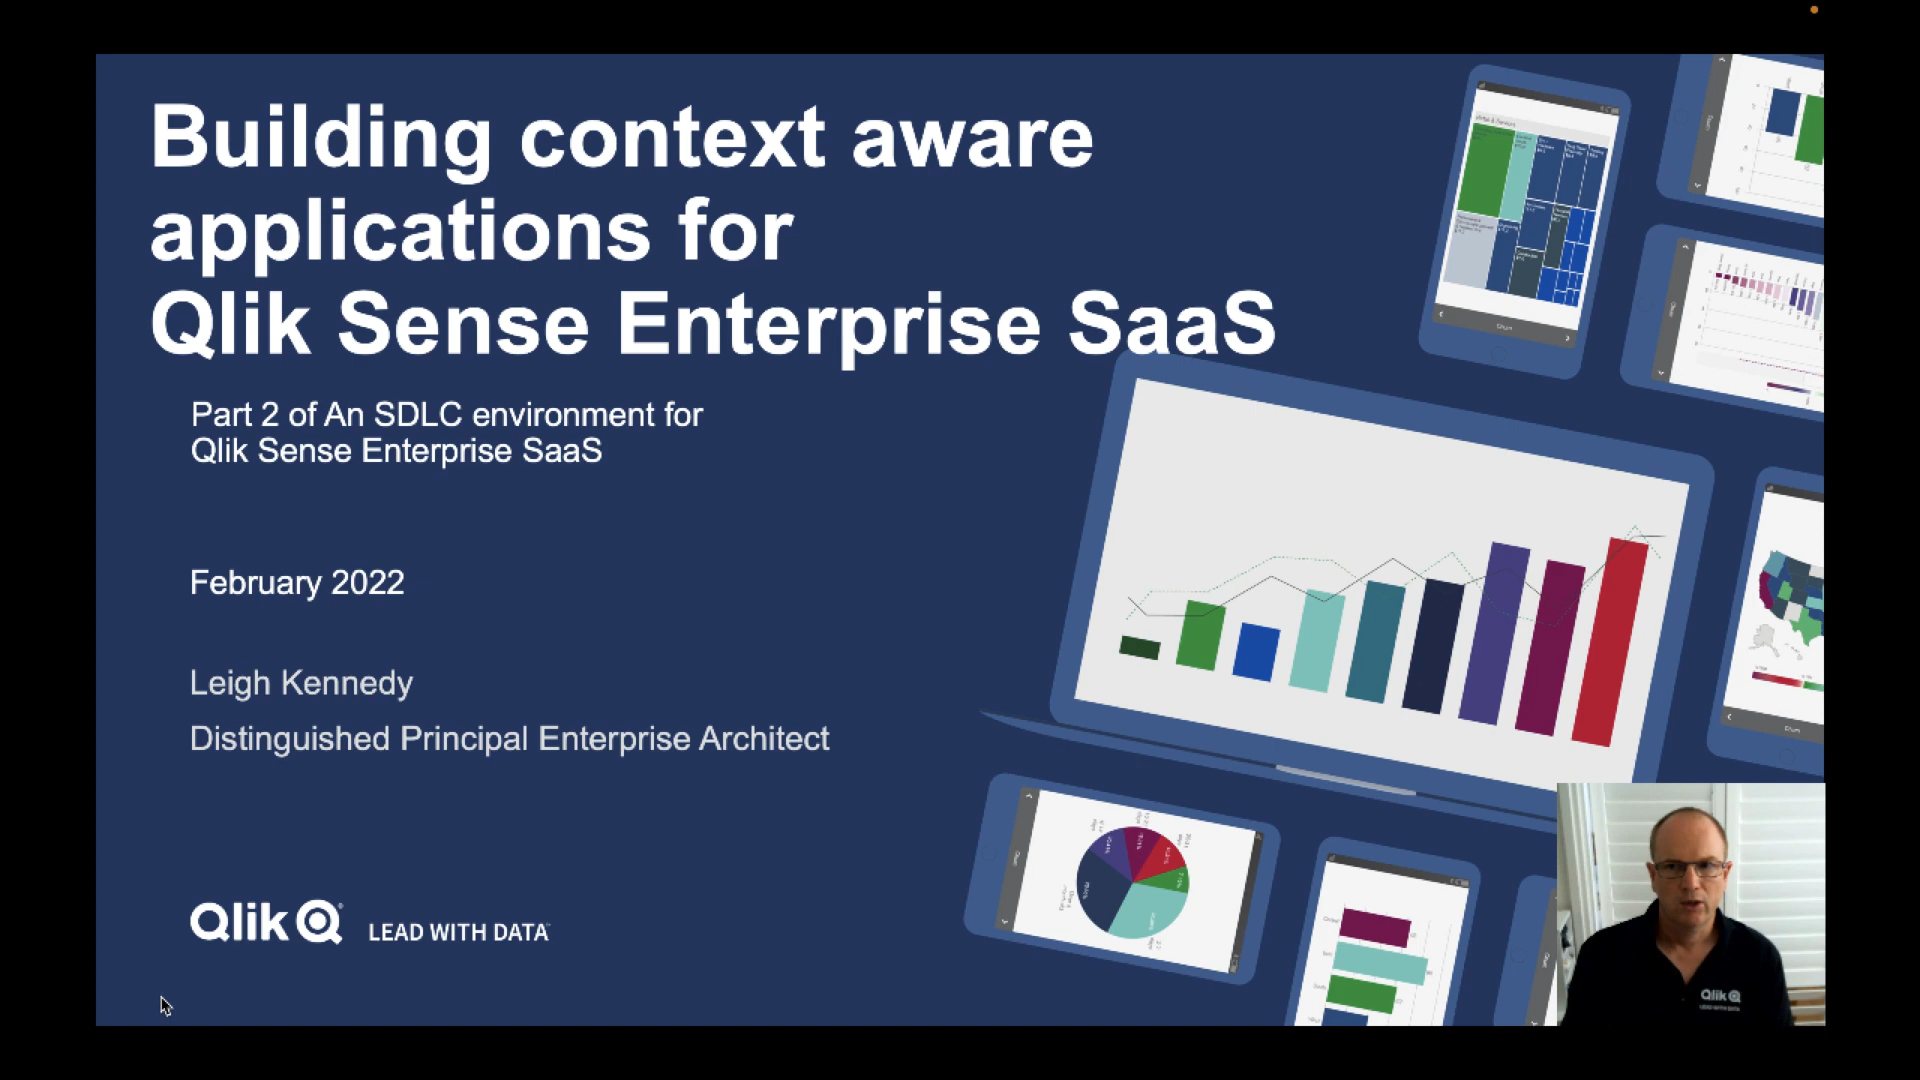 Building context aware
applications for
Qlik Sense Enterprise SaaS
Part 2 of An SDLC environment for
Qlik Sense Enterprise SaaS
February 2022
Leigh Kennedy
Distinguished Principal Enterprise Architect
Qlik
LEAD WITH DATA
Qlik